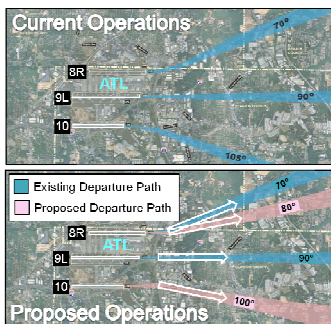 Current Operations
70°
8R
ATL
9L
90°
10
105°
Existing Departure Path
Proposed Departure Path
70°
80°
8R
ATL
9L
90°
10
100°
Proposed Operations